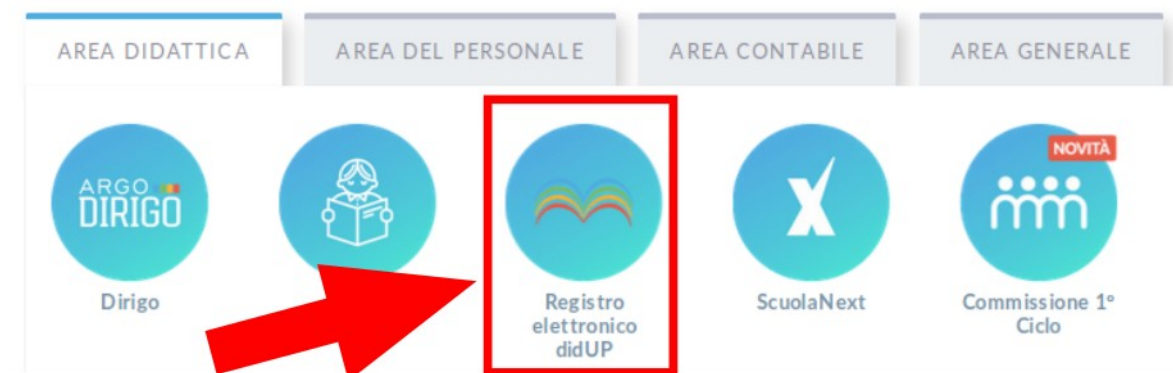 AREA DIDATTICA
AREA DEL PERSONALE
AREA CONTABILE
AREA GENERALE
ARGO
DIRIGO
NOVITÀ
Dirigo
Registro
elettronico
didUP
ScuolaNext
Commissione 1°
Ciclo